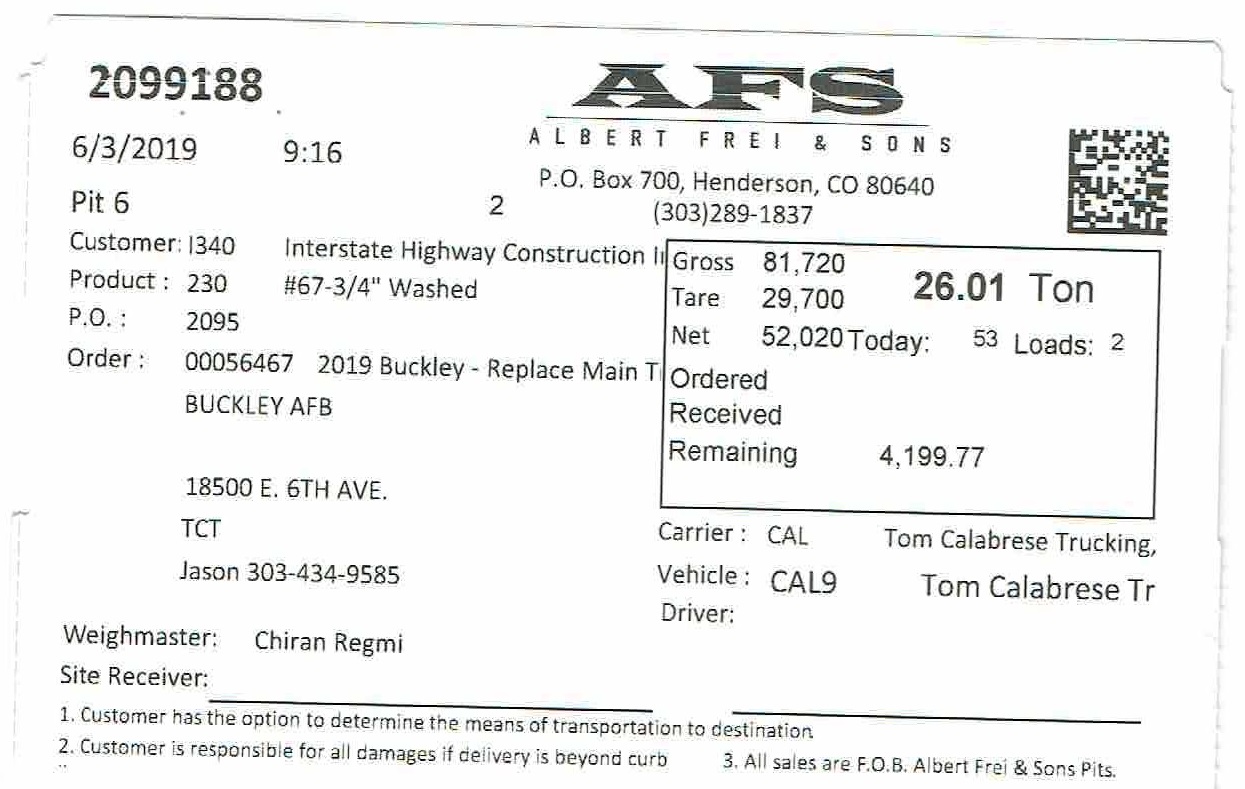 2099188
AFS
ALBERT FREI & SONS
6/3/2019 9:16
P.O. Box 700, Henderson, CO 80640
Pit 6 2 (303)289-1837
Customer: I340 Interstate Highway Construction I
Gross 81,720 26.01 Ton
Product : 230 #67-3/4" Washed
Tare 29,700
P.O. : 2095
Net 52,020 Today: 53 Loads: 2
Order : 00056467 2019 Buckley - Replace Main T
Ordered
BUCKLEY AFB
Received
Remaining 4,199.77
18500 E. 6TH AVE.
TCT
Carrier : CAL Tom Calabrese Trucking,
Jason 303-434-9585
Vehicle : CAL9 Tom Calabrese Tr
Driver:
Weighmaster: Chiran Regmi
Site Receiver:
1. Customer has the option to determine the means of transportation to destination
2. Customer is responsible for all damages if delivery is beyond curb 3. All sales are F.O.B. Albert Frei & Sons Pits.